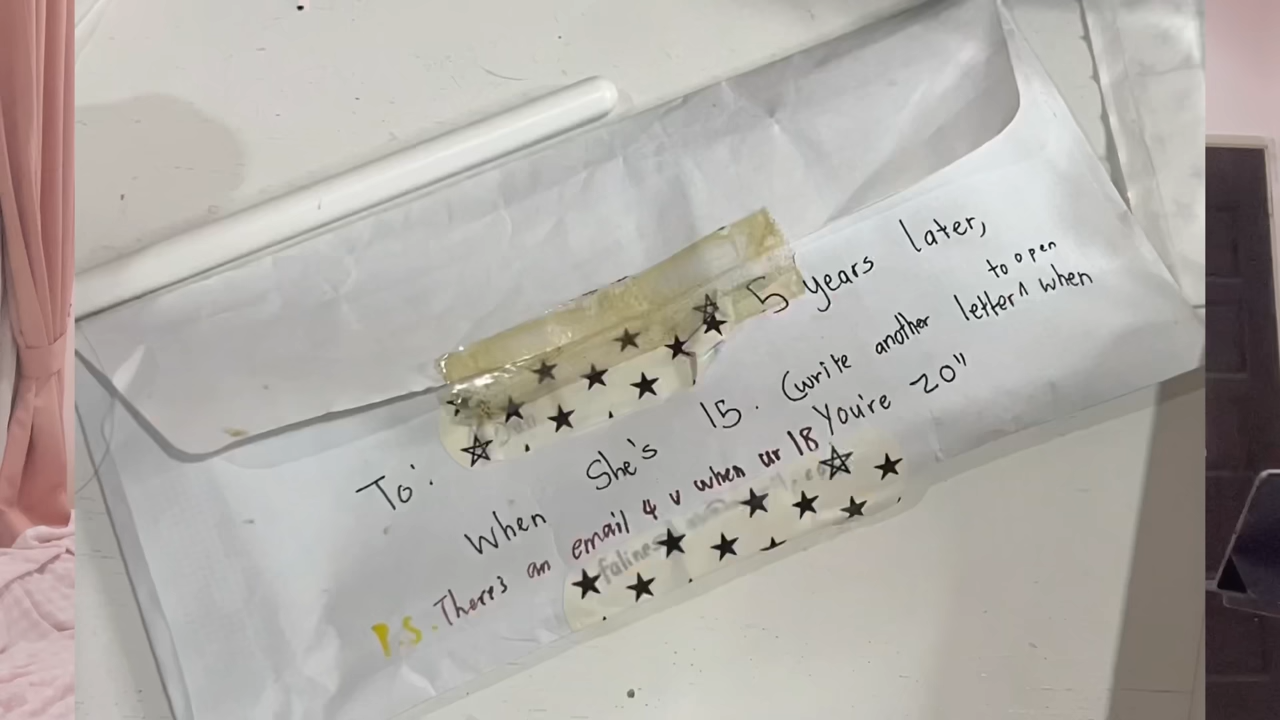 To: 5 years later,
When She's 15. (write another letter ^ when
to open
You're 20"
P.S. There's an email 4 u when ur 18